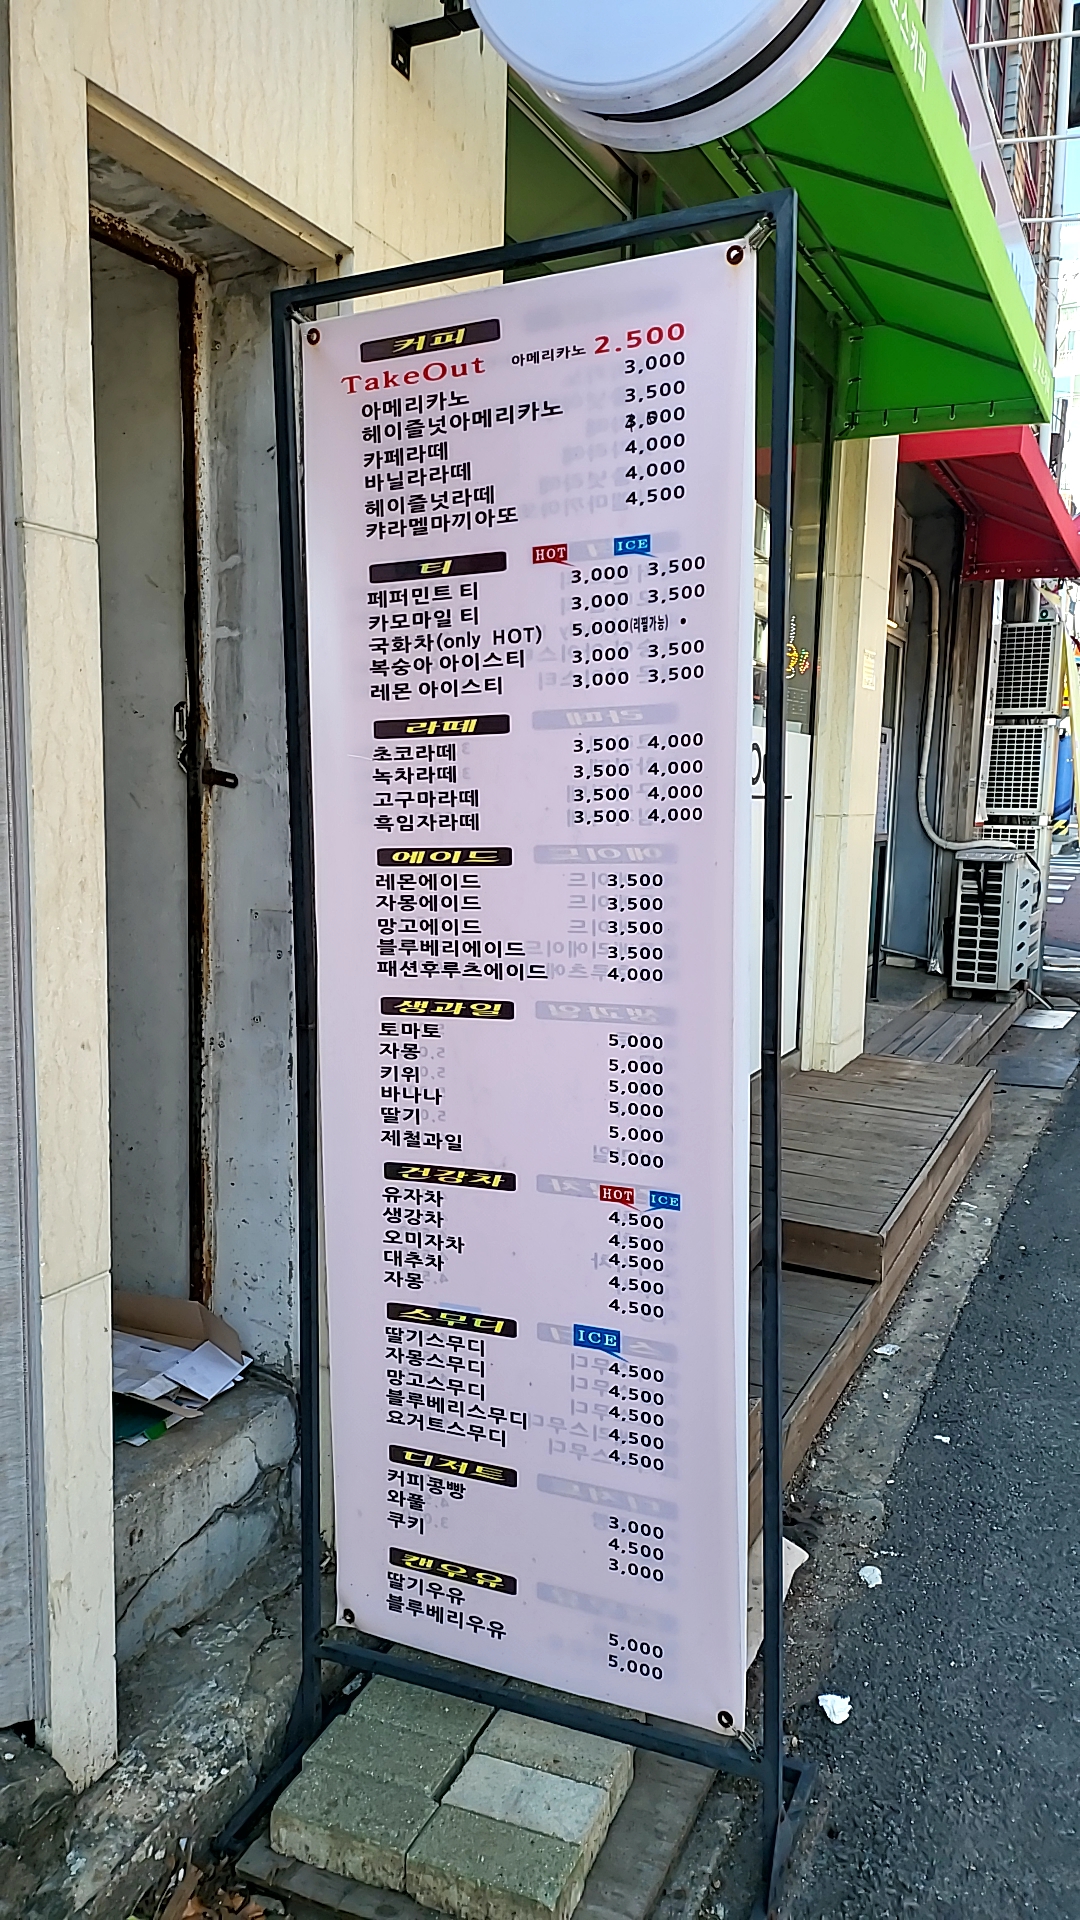 커피
TakeOut 아메리카노 2.500
아메리카노 3,000
헤이즐넛아메리카노 3,500
카페라떼
바닐라라떼 4,000
헤이즐넛라떼 4,000
카라멜마끼아또 4,500
티 HOT ICE
페퍼민트 티 3,000 3,500
카모마일 티 3,000 3,500
국화차(only HOT) 5,000(리필가능)
복숭아 아이스티 3,000 3,500
레몬 아이스티 3,000 3,500
라떼
초코라떼 3,500 4,000
녹차라떼 3,500 4,000
고구마라떼 3,500 4,000
흑임자라떼 3,500 4,000
에이드
레몬에이드 3,500
자몽에이드 3,500
망고에이드 3,500
블루베리에이드 3,500
패션후루츠에이드 4,000
생과일
토마토 5,000
자몽 5,000
키위 5,000
바나나 5,000
딸기 5,000
제철과일 5,000
건강차 HOT ICE
유자차 4,500
생강차 4,500
오미자차 4,500
대추차 4,500
자몽 4,500
스무디 ICE
딸기스무디 4,500
자몽스무디 4,500
망고스무디 4,500
블루베리스무디 4,500
요거트스무디 4,500
디저트
커피콩빵 3,000
와플 4,500
쿠키 3,000
캔우유
딸기우유 5,000
블루베리우유 5,000